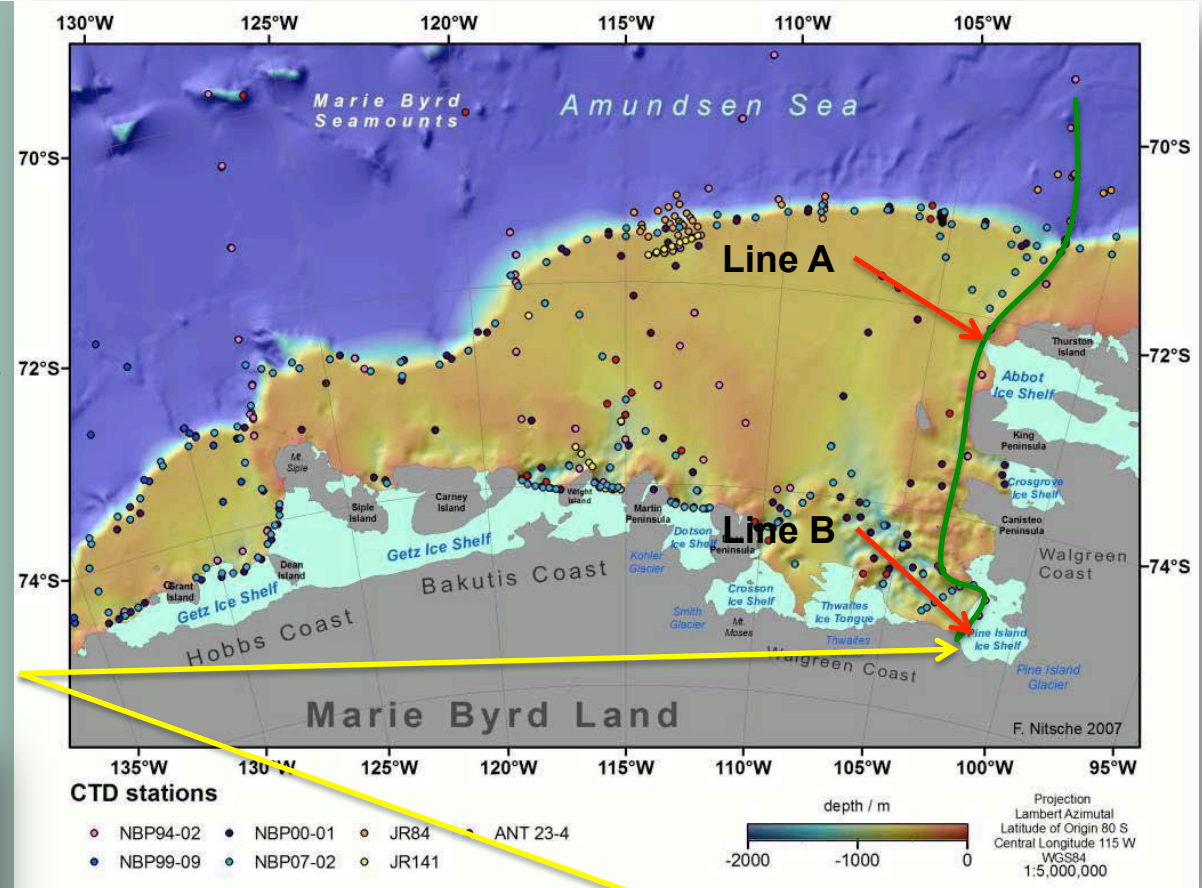 130°W 125°W 120°W 115°W 110°W 105°W
Marie Byrd
Seamounts
Amundsen Sea
70°S
70°S
Line A
72°S
72°S
Thurston
Island
Abbot
Ice Shelf
King
Peninsula
Crosgrove
Ice Shelf
Canisteo
Peninsula
Walgreen
Coast
Mt.
Siple
Siple
Island
Carney
Island
Wright
Island
Martin
Peninsula
Getz Ice Shelf
Dotson
Ice Shelf
Line B
Peninsula
Kohler
Glacier
Bakutis Coast
74°S
74°S
Dean
Island
Grant
Island
Getz Ice Shelf
Hobbs Coast
Crosson
Ice Shelf
Smith
Glacier
Mt.
Moses
Thwaites
Ice Tongue
Thwaites
Pine Island
Ice Shelf
Walgreen Coast
Pine Island
Glacier
Marie Byrd Land
F. Nitsche 2007
135°W 130°W 125°W 120°W 115°W 110°W 105°W 100°W 95°W
CTD stations
NBP94-02 NBP00-01 JR84 ANT 23-4
NBP99-09 NBP07-02 JR141
depth / m
-2000 -1000 0
Projection
Lambert Azimutal
Latitude of Origin 80 S
Central Longitude 115 W
WGS84
1:5,000,000